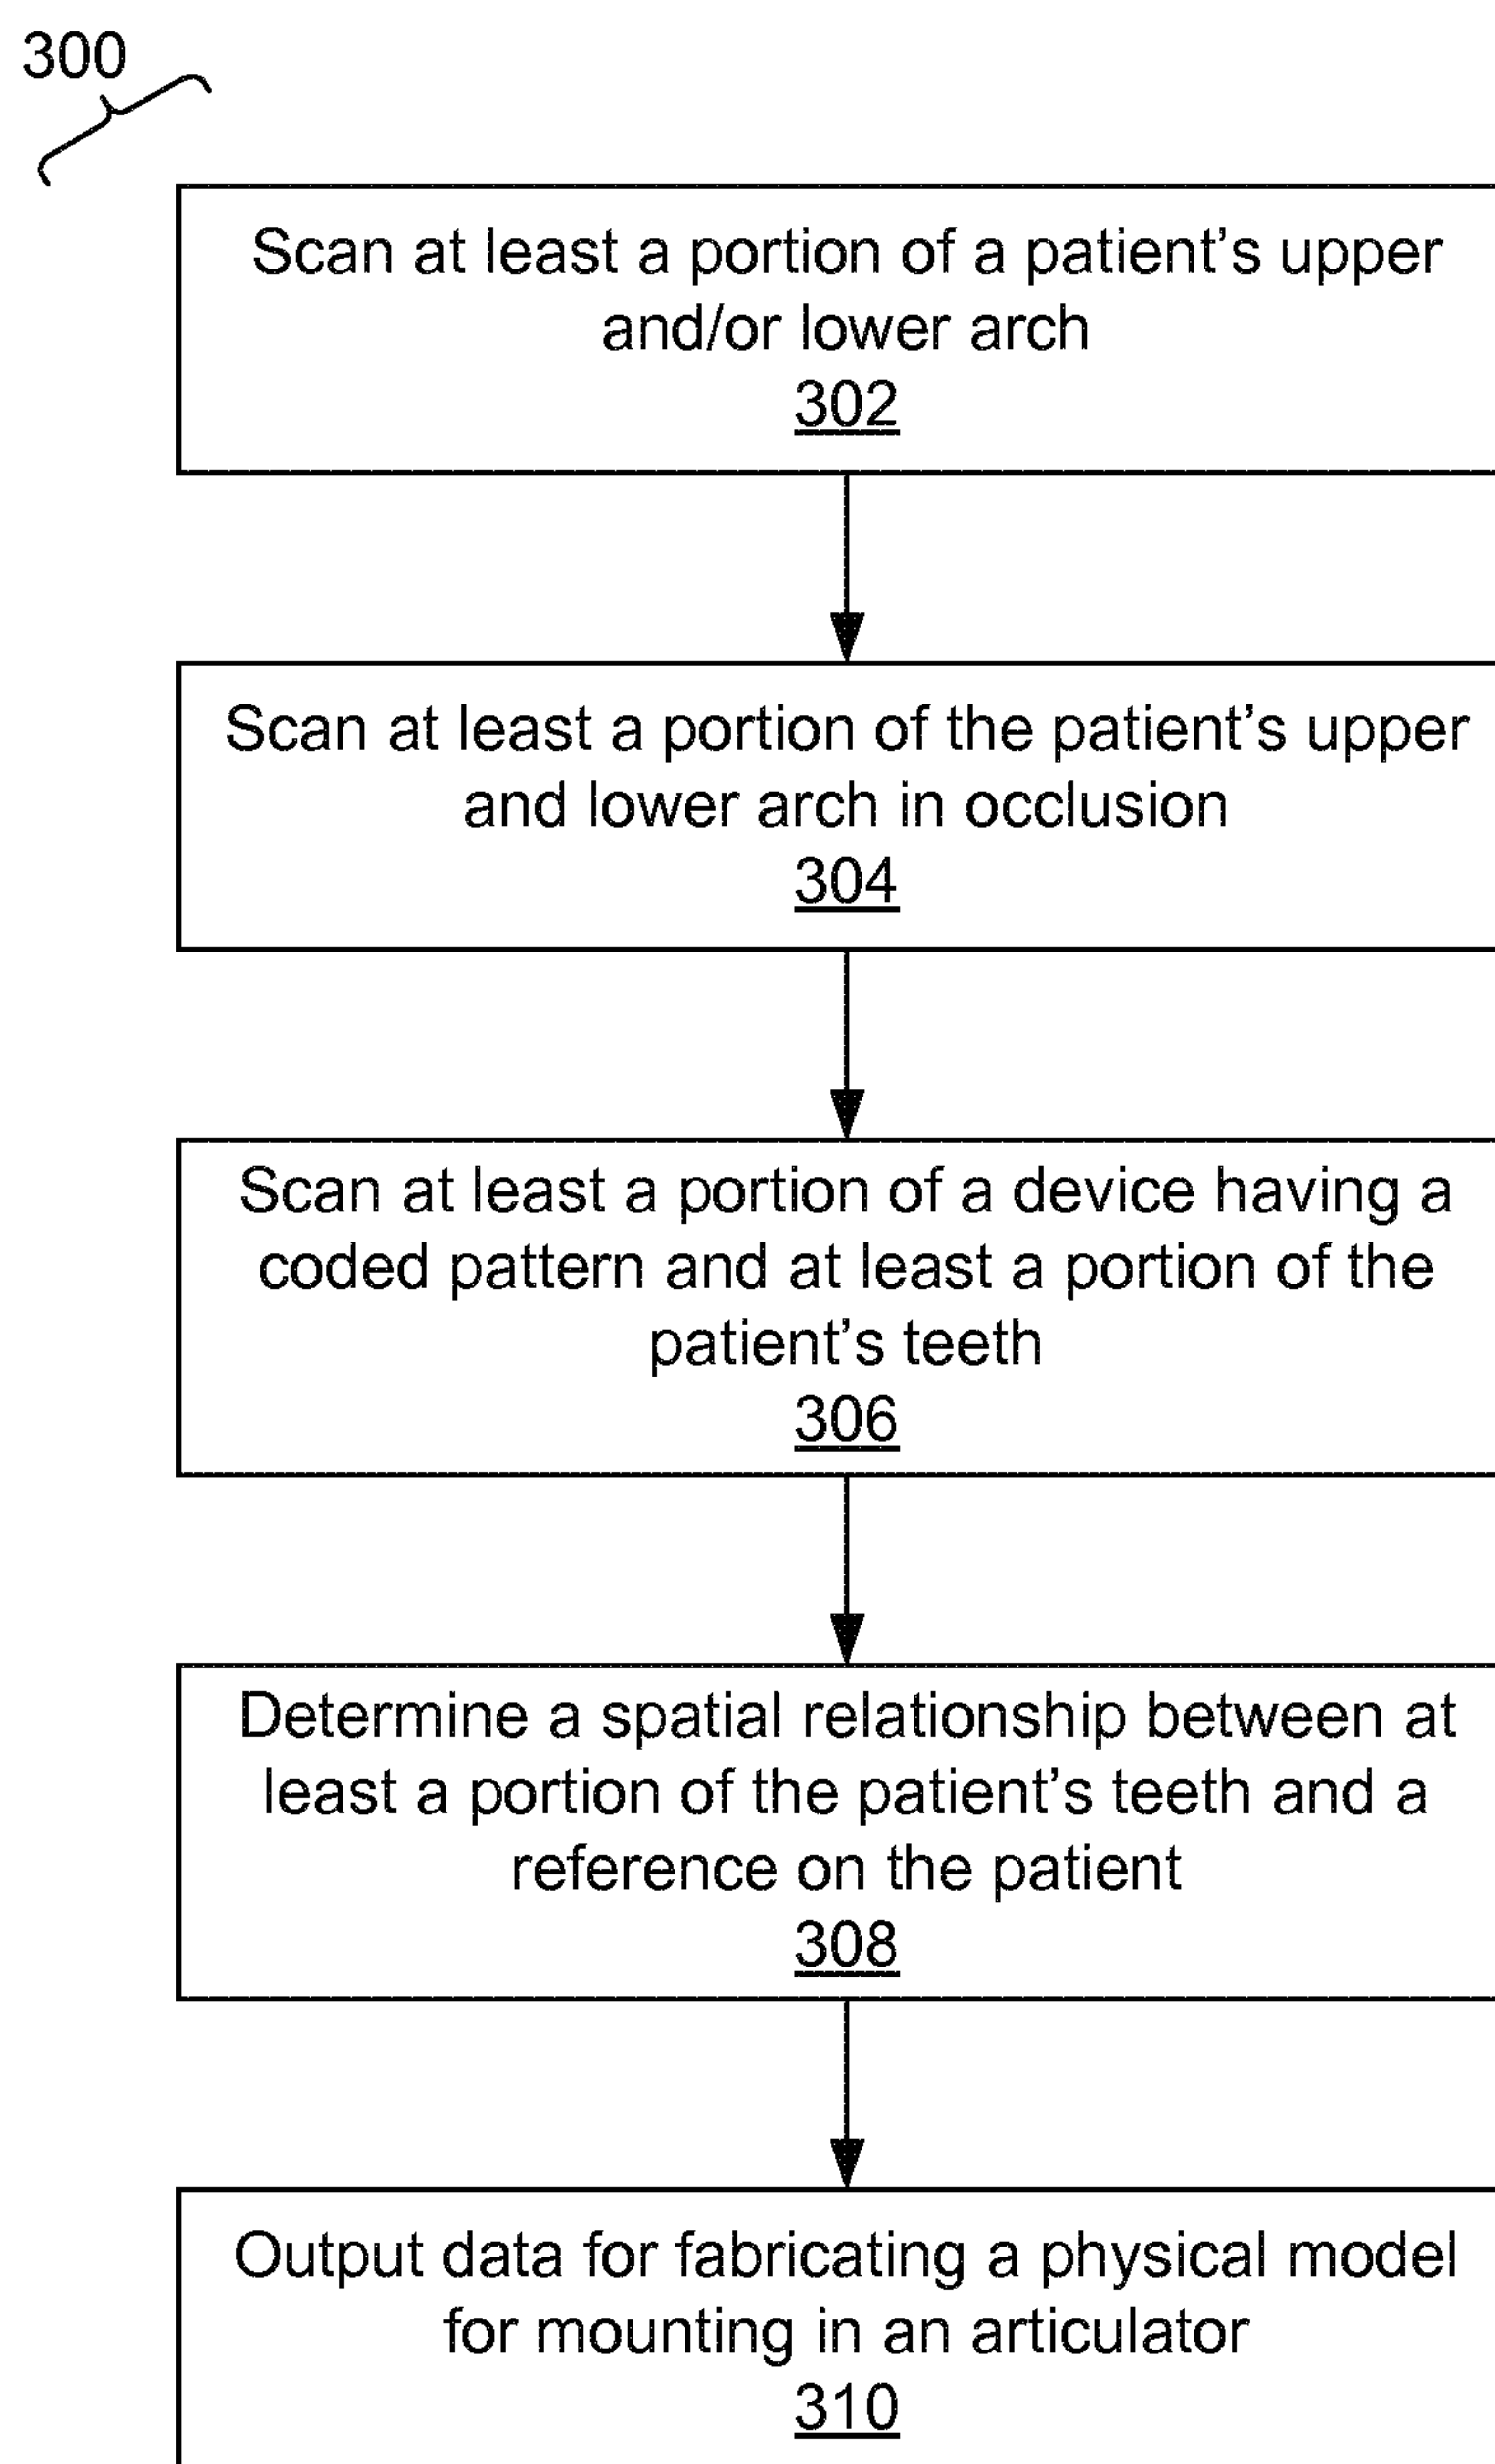 300
Scan at least a portion of a patient’s upper
and/or lower arch
302
Scan at least a portion of the patient’s upper
and lower arch in occlusion
304
Scan at least a portion of a device having a
coded pattern and at least a portion of the
patient’s teeth
306
Determine a spatial relationship between at
least a portion of the patient’s teeth and a
reference on the patient
308
Output data for fabricating a physical model
for mounting in an articulator
310